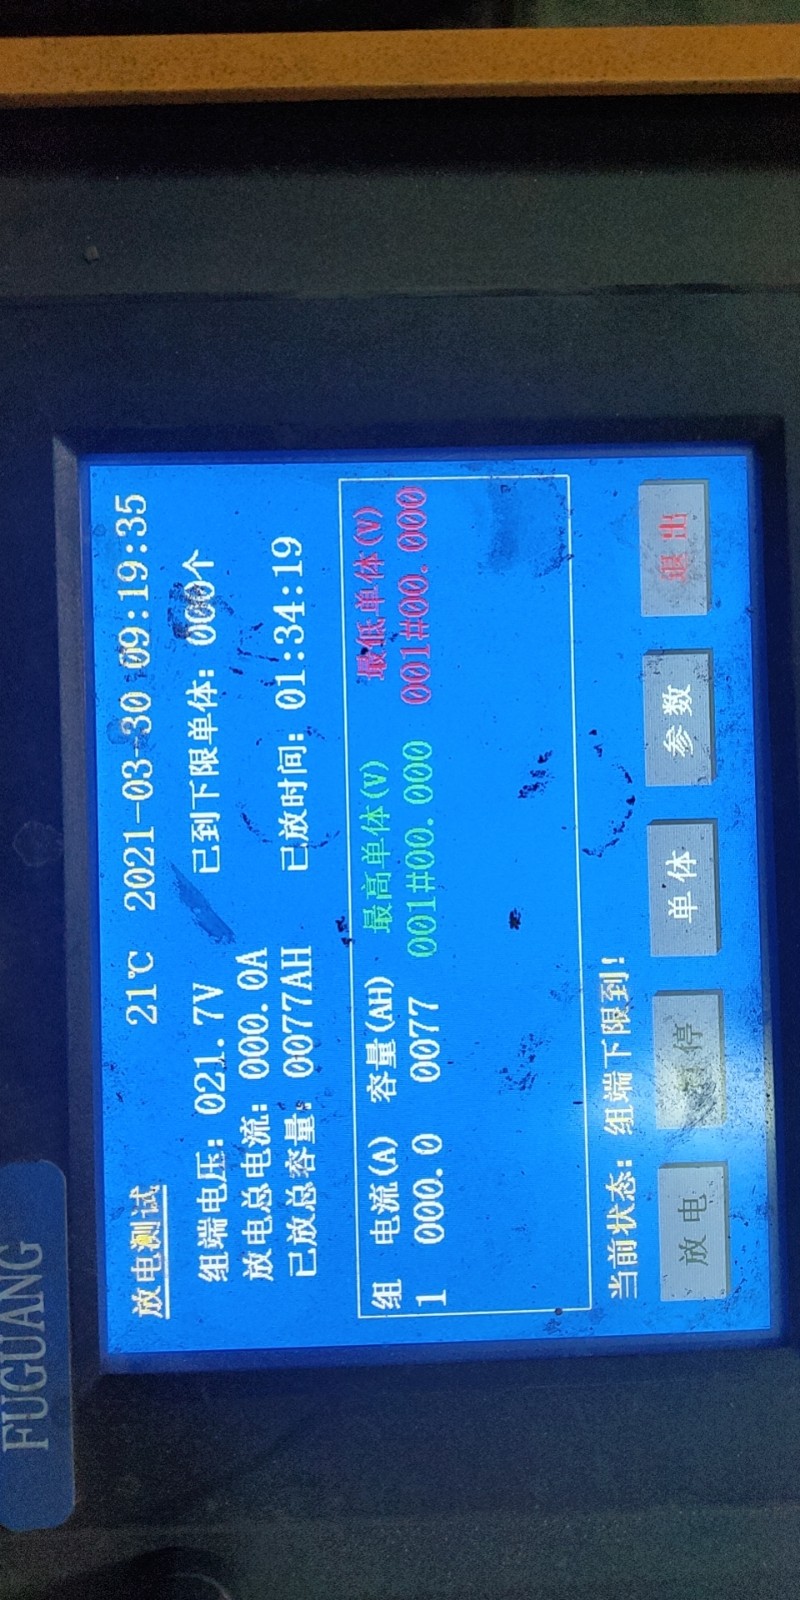 FUGUANG
放电测试 21℃ 2021-03-30 09:19:35
组端电压: 021.7V 已到下限单体: 000个
放电总电流: 000.0A
已放总容量: 0077AH 已放时间: 01:34:19
组 电流(A) 容量(AH) 最高单体(V) 最低单体(V)
1 000.0 0077 001#00.000 001#00.000
当前状态: 组端下限到!
放电 停 单体 参数 退出